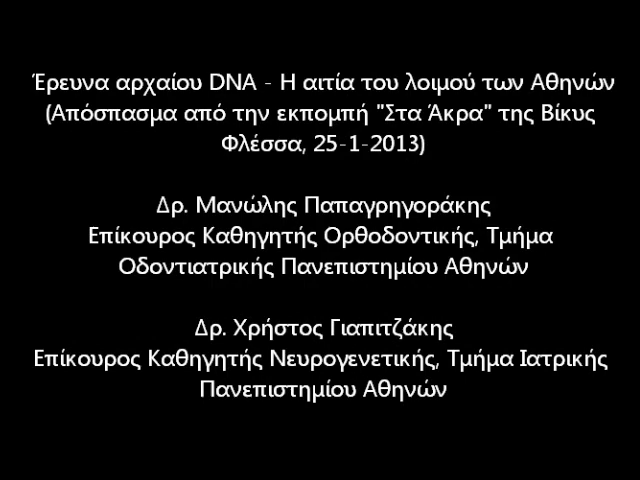 Έρευνα αρχαίου DNA - Η αιτία του λοιμού των Αθηνών
(Απόσπασμα από την εκπομπή "Στα Άκρα" της Βίκυς
Φλέσσα, 25-1-2013)
Δρ. Μανώλης Παπαγρηγοράκης
Επίκουρος Καθηγητής Ορθοδοντικής, Τμήμα
Οδοντιατρικής Πανεπιστημίου Αθηνών
Δρ. Χρήστος Γιαπιτζάκης
Επίκουρος Καθηγητής Νευρογενετικής, Τμήμα Ιατρικής
Πανεπιστημίου Αθηνών